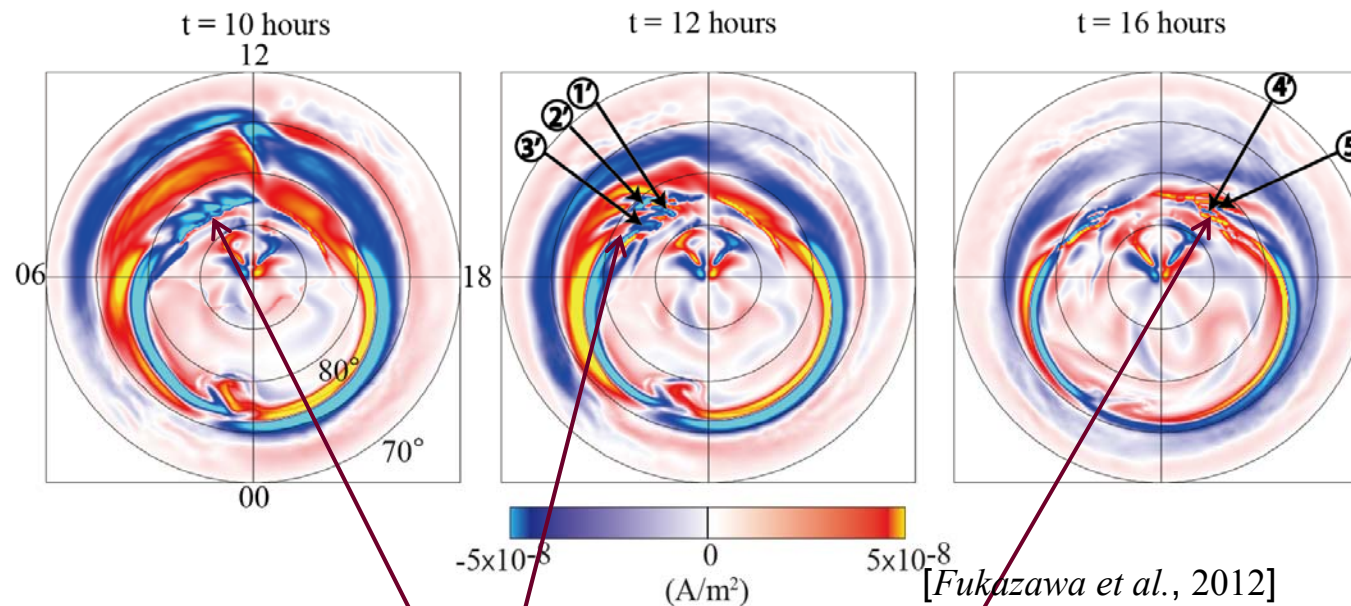 t = 10 hours
t = 12 hours
t = 16 hours
12
①'
②'
③'
④'
⑤
06
18
80°
70°
00
-5x10⁻⁸
0
5x10⁻⁸
(A/m²)
[Fukazawa et al., 2012]